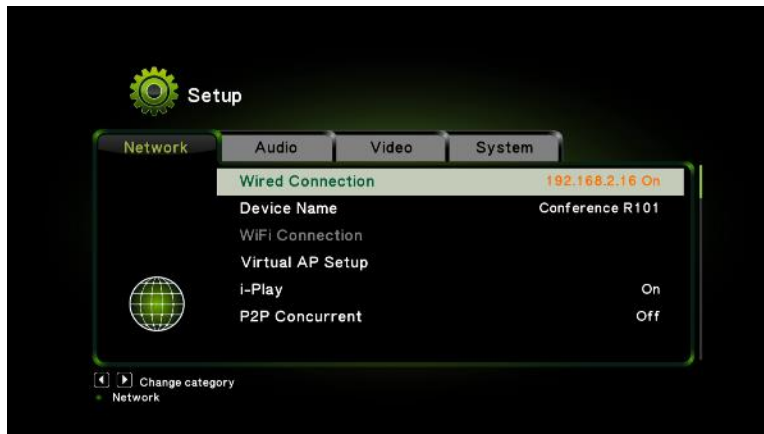 Setup
Network Audio Video System
Wired Connection 192.168.2.16 On
Device Name Conference R101
WiFi Connection
Virtual AP Setup
i-Play On
P2P Concurrent Off
Change category
Network